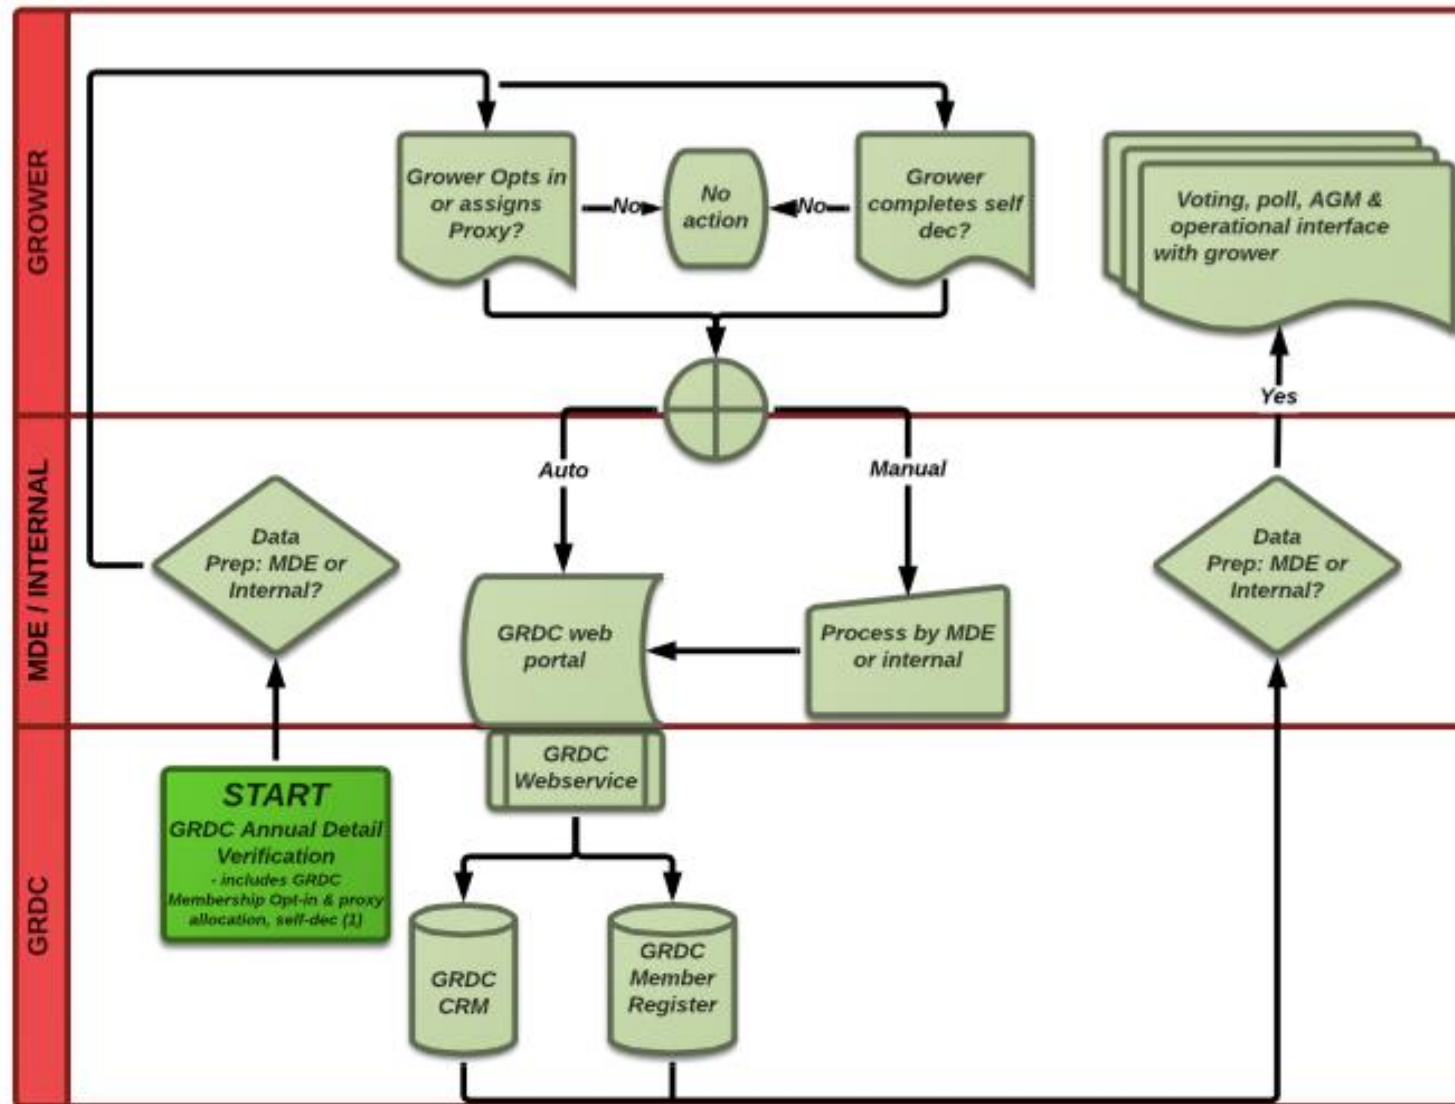 GROWER
Grower Opts in
or assigns
Proxy?
No
No
action
No
Grower
completes self
dec?
Voting, poll, AGM &
operational interface
with grower
Yes
MDE / INTERNAL
Auto
Manual
Data
Prep: MDE or
Internal?
GRDC web
portal
Process by MDE
or internal
Data
Prep: MDE or
Internal?
GRDC
START
GRDC Annual Detail
Verification
- includes GRDC
Membership Opt-in & proxy
allocation, self-dec (1)
GRDC
Webservice
GRDC
CRM
GRDC
Member
Register